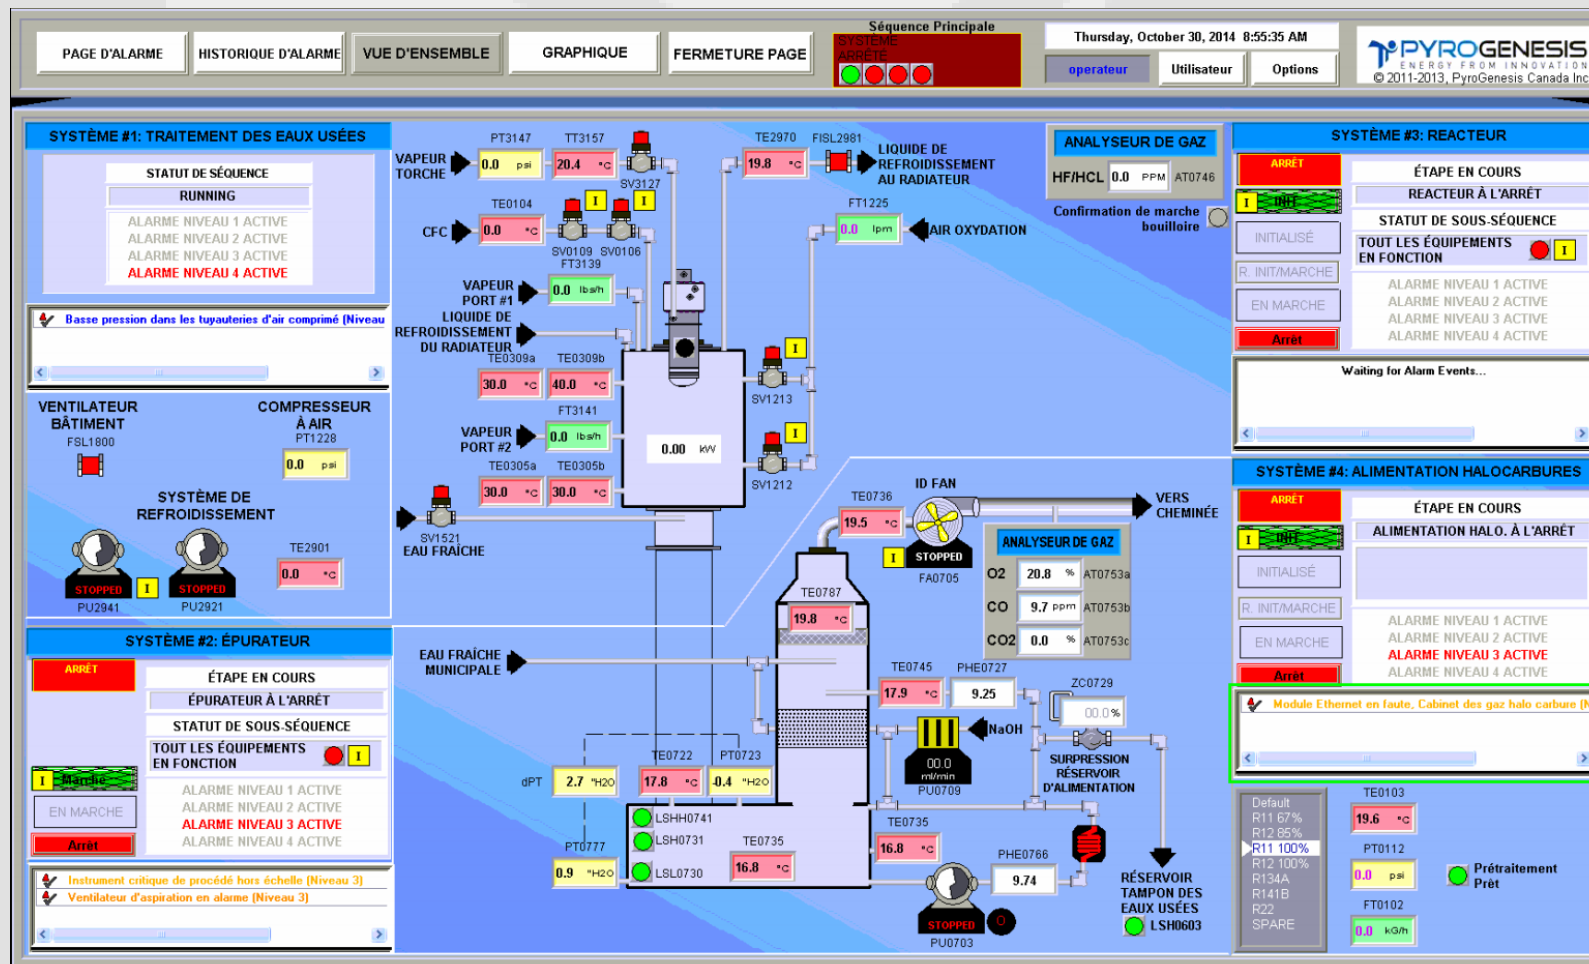 PAGE D'ALARME
HISTORIQUE D'ALARME
VUE D'ENSEMBLE
GRAPHIQUE
FERMETURE PAGE
Séquence Principale
SYSTÈME
ARRÊTÉ
Thursday, October 30, 2014 8:55:35 AM
operateur
Utilisateur
Options
PYROGENESIS
ENERGY FROM INNOVATION
© 2011-2013, PyroGenesis Canada Inc
SYSTÈME #1: TRAITEMENT DES EAUX USÉES
STATUT DE SÉQUENCE
RUNNING
ALARME NIVEAU 1 ACTIVE
ALARME NIVEAU 2 ACTIVE
ALARME NIVEAU 3 ACTIVE
ALARME NIVEAU 4 ACTIVE
Basse pression dans les tuyauteries d'air comprimé (Niveau
VENTILATEUR
BÂTIMENT
FSL1800
COMPRESSEUR
À AIR
PT1228
0.0 psi
SYSTÈME DE
REFROIDISSEMENT
STOPPED
PU2941
I
STOPPED
PU2921
TE2901
0.0 °C
VAPEUR
TORCHE
PT3147
0.0 psi
TT3157
20.4 °C
SV3127
CFC
TE0104
0.0 °C
I
I
SV0109
SV0106
FT3139
VAPEUR
PORT #1
0.0 lbs/h
LIQUIDE DE
REFROIDISSEMENT
DU RADIATEUR
TE0309a
TE0309b
30.0 °C
40.0 °C
FT3141
VAPEUR
PORT #2
0.0 lbs/h
TE0305a
TE0305b
30.0 °C
30.0 °C
SV1521
EAU FRAÎCHE
0.00 kW
TE2970
19.8 °C
FISL2981
LIQUIDE DE
REFROIDISSEMENT
AU RADIATEUR
FT1225
0.0 lpm
AIR OXYDATION
I
SV1213
I
SV1212
ANALYSEUR DE GAZ
HF/HCL 0.0 PPM AT0746
Confirmation de marche
bouilloire
SYSTÈME #3: REACTEUR
ARRÊT
I INIT
INITIALISÉ
R. INIT/MARCHE
EN MARCHE
Arrêt
ÉTAPE EN COURS
REACTEUR À L'ARRÊT
STATUT DE SOUS-SÉQUENCE
TOUT LES ÉQUIPEMENTS
EN FONCTION
I
ALARME NIVEAU 1 ACTIVE
ALARME NIVEAU 2 ACTIVE
ALARME NIVEAU 3 ACTIVE
ALARME NIVEAU 4 ACTIVE
Waiting for Alarm Events...
SYSTÈME #4: ALIMENTATION HALOCARBURES
ARRÊT
I INIT
INITIALISÉ
R. INIT/MARCHE
EN MARCHE
Arrêt
ÉTAPE EN COURS
ALIMENTATION HALO. À L'ARRÊT
ALARME NIVEAU 1 ACTIVE
ALARME NIVEAU 2 ACTIVE
ALARME NIVEAU 3 ACTIVE
ALARME NIVEAU 4 ACTIVE
Module Ethernet en faute, Cabinet des gaz halo carbure (N
Default
R11 67%
R12 85%
R11 100%
R12 100%
R134A
R141B
R22
SPARE
TE0103
19.6 °C
PT0112
0.0 psi
FT0102
0.0 kG/h
Prétraitement
Prêt
SYSTÈME #2: ÉPURATEUR
ARRÊT
I Marche
EN MARCHE
Arrêt
ÉTAPE EN COURS
ÉPURATEUR À L'ARRÊT
STATUT DE SOUS-SÉQUENCE
TOUT LES ÉQUIPEMENTS
EN FONCTION
I
ALARME NIVEAU 1 ACTIVE
ALARME NIVEAU 2 ACTIVE
ALARME NIVEAU 3 ACTIVE
ALARME NIVEAU 4 ACTIVE
Instrument critique de procédé hors échelle (Niveau 3)
Ventilateur d'aspiration en alarme (Niveau 3)
TE0736
19.5 °C
ID FAN
I
STOPPED
FA0705
VERS
CHEMINÉE
ANALYSEUR DE GAZ
O2 20.8 % AT0753a
CO 9.7 ppm AT0753b
CO2 0.0 % AT0753c
TE0787
19.8 °C
EAU FRAÎCHE
MUNICIPALE
TE0745
17.9 °C
PHE0727
9.25
ZC0729
00.0%
NaOH
00.0
ml/min
PU0709
SURPRESSION
RÉSERVOIR
D'ALIMENTATION
dPT
2.7 "H2O
TE0722
17.8 °C
PT0723
-0.4 "H2O
LSHH0741
LSH0731
LSL0730
TE0735
16.8 °C
PT0777
0.9 "H2O
TE0735
16.8 °C
PHE0766
9.74
STOPPED
O
PU0703
RÉSERVOIR
TAMPON DES
EAUX USÉES
LSH0603